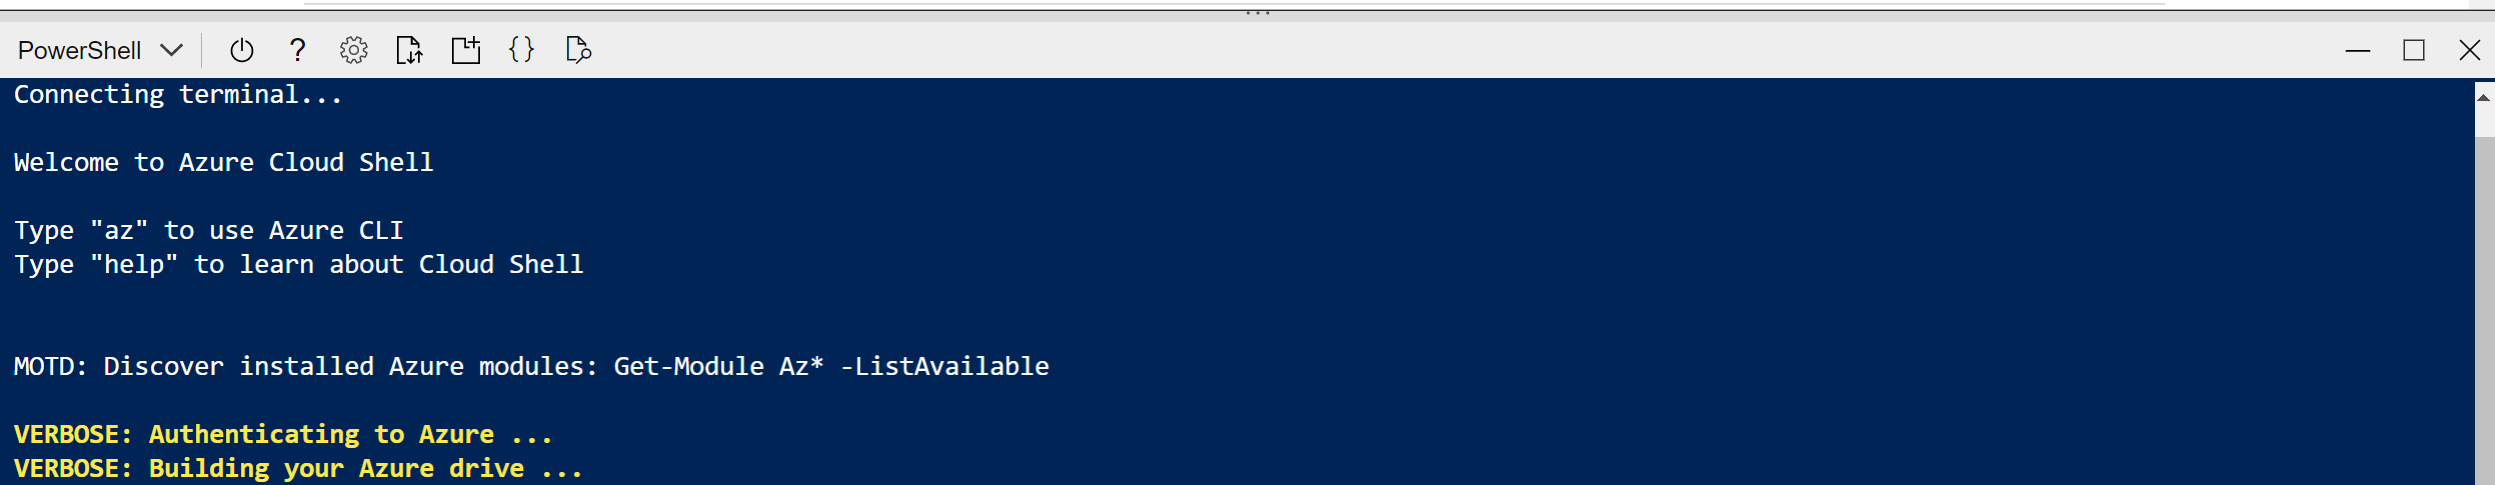 PowerShell
Connecting terminal...
Welcome to Azure Cloud Shell
Type "az" to use Azure CLI
Type "help" to learn about Cloud Shell
MOTD: Discover installed Azure modules: Get-Module Az* -ListAvailable
VERBOSE: Authenticating to Azure ...
VERBOSE: Building your Azure drive ...